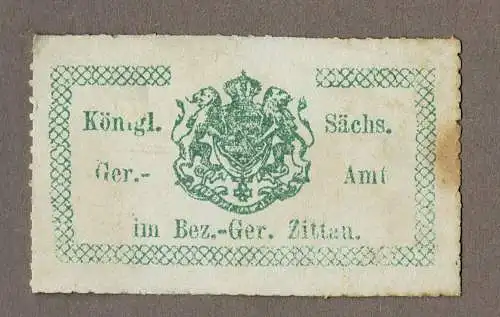 Königl. Sächs.
Ger.- Amt
im Bez.-Ger. Zittau.